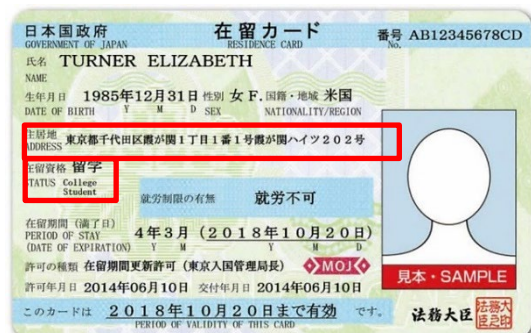 日本国政府 在留カード 番号 AB12345678CD
GOVERNMENT OF JAPAN RESIDENCE CARD No.
氏名 TURNER ELIZABETH
NAME
生年月日 1985年12月31日 性別 女 F. 国籍・地域 米国
DATE OF BIRTH Y M D SEX NATIONALITY/REGION
住居地 東京都千代田区霞が関1丁目1番1号霞が関ハイツ202号
ADDRESS
在留資格 留学
STATUS College
Student
就労制限の有無 就労不可
在留期間(満了日) 4年3月(2018年10月20日)
PERIOD OF STAY
(DATE OF EXPIRATION) Y M Y M D
許可の種類 在留期間更新許可(東京入国管理局長) MOJ
見本・SAMPLE
許可年月日 2014年06月10日 交付年月日 2014年06月10日
このカードは 2018年10月20日まで有効 です。
PERIOD OF VALIDITY OF THIS CARD
法務大臣 法務大臣之印